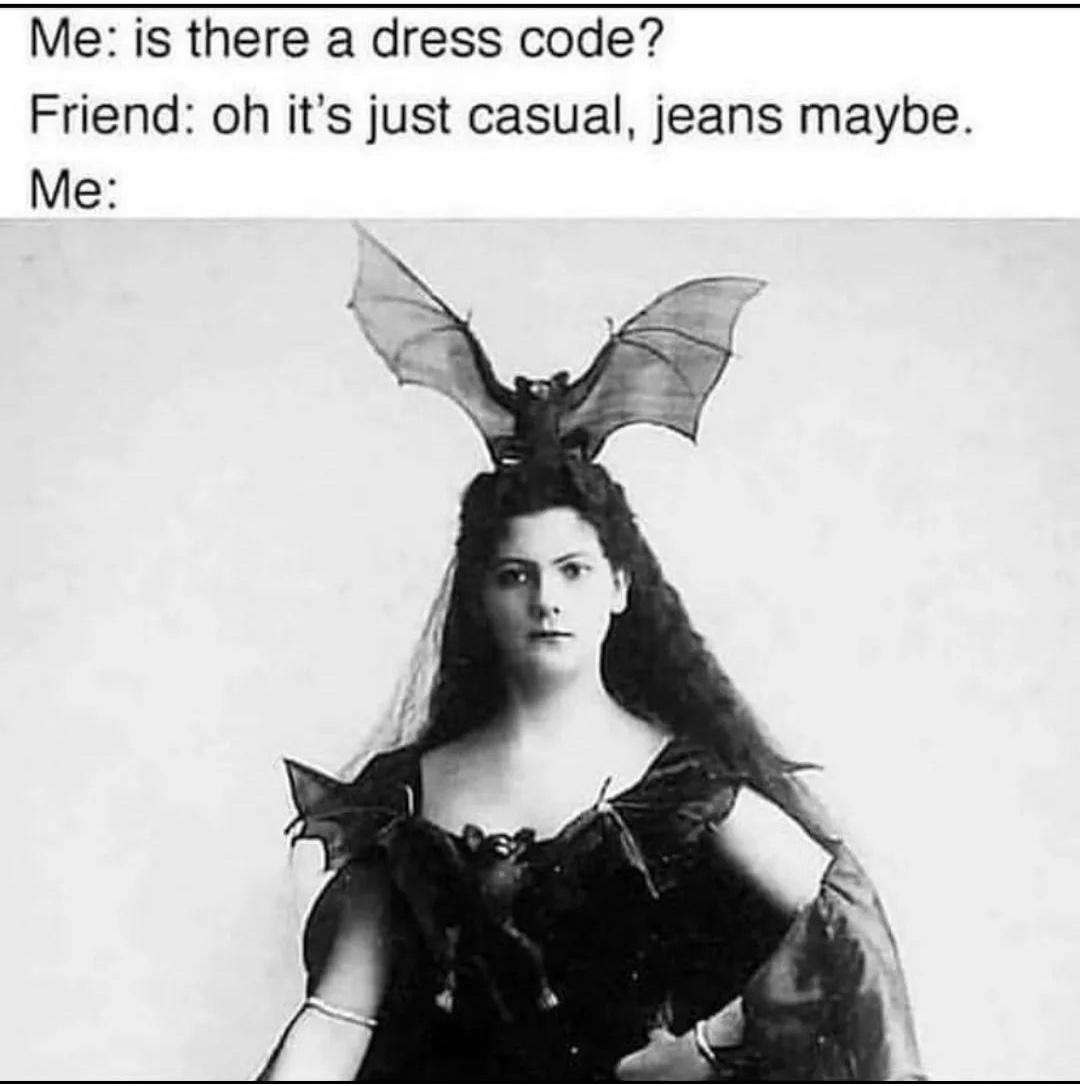 Me: is there a dress code?
Friend: oh it's just casual, jeans maybe.
Me: